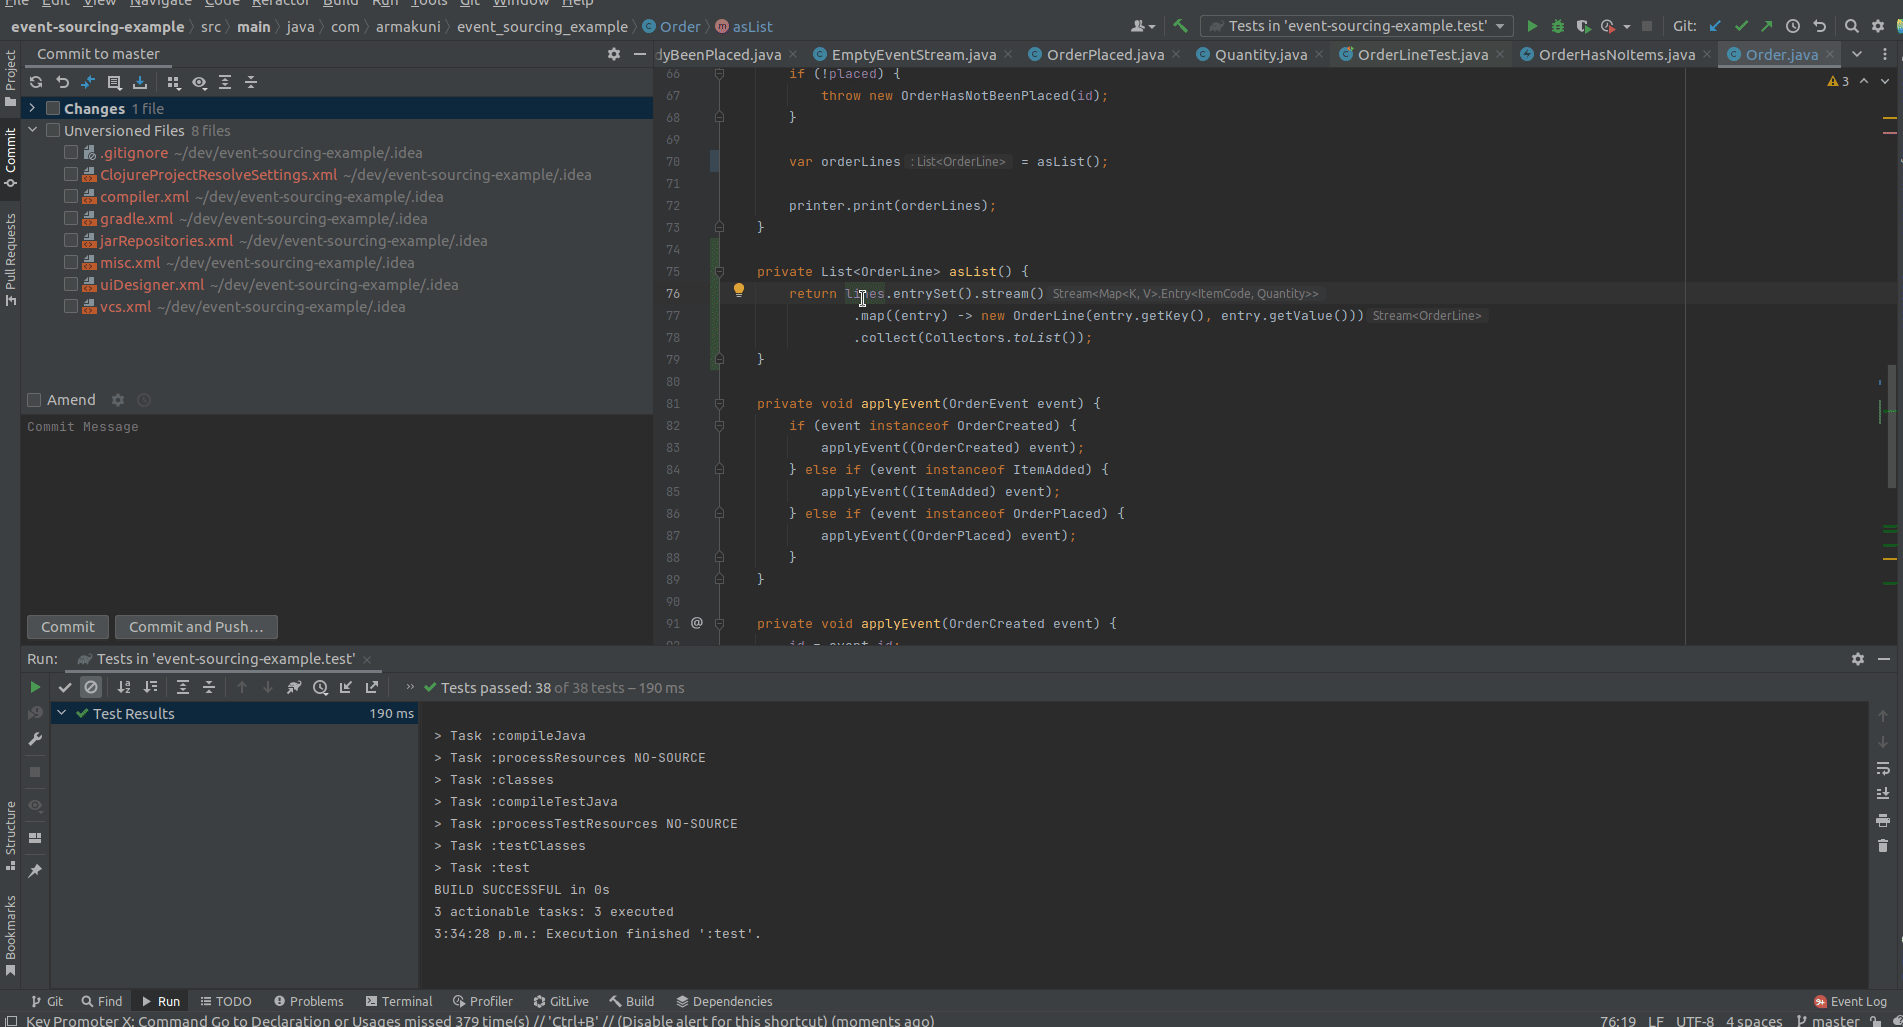 File Edit View Navigate Code Refactor Build Run Tools Git Window Help
event-sourcing-example src main java com armakuni event_sourcing_example Order asList
Tests in 'event-sourcing-example.test'
Git:
Commit to master
dyBeenPlaced.java EmptyEventStream.java OrderPlaced.java Quantity.java OrderLineTest.java OrderHasNoItems.java Order.java
Project
Commit
Pull Requests
Changes 1 file
Unversioned Files 8 files
.gitignore ~/dev/event-sourcing-example/.idea
ClojureProjectResolveSettings.xml ~/dev/event-sourcing-example/.idea
compiler.xml ~/dev/event-sourcing-example/.idea
gradle.xml ~/dev/event-sourcing-example/.idea
jarRepositories.xml ~/dev/event-sourcing-example/.idea
misc.xml ~/dev/event-sourcing-example/.idea
uiDesigner.xml ~/dev/event-sourcing-example/.idea
vcs.xml ~/dev/event-sourcing-example/.idea
Amend
Commit Message
Commit
Commit and Push...
3
66 if (!placed) {
67 throw new OrderHasNotBeenPlaced(id);
68 }
69
70 var orderLines : List<OrderLine> = asList();
71
72 printer.print(orderLines);
73 }
74
75 private List<OrderLine> asList() {
76 return lines.entrySet().stream() Stream<Map<K, V>.Entry<ItemCode, Quantity>>
77 .map((entry) -> new OrderLine(entry.getKey(), entry.getValue())) Stream<OrderLine>
78 .collect(Collectors.toList());
79 }
80
81 private void applyEvent(OrderEvent event) {
82 if (event instanceof OrderCreated) {
83 applyEvent((OrderCreated) event);
84 } else if (event instanceof ItemAdded) {
85 applyEvent((ItemAdded) event);
86 } else if (event instanceof OrderPlaced) {
87 applyEvent((OrderPlaced) event);
88 }
89 }
90
91 @ private void applyEvent(OrderCreated event) {
92 id = event.id;
Run: Tests in 'event-sourcing-example.test'
Tests passed: 38 of 38 tests – 190 ms
Test Results 190 ms
> Task :compileJava
> Task :processResources NO-SOURCE
> Task :classes
> Task :compileTestJava
> Task :processTestResources NO-SOURCE
> Task :testClasses
> Task :test
BUILD SUCCESSFUL in 0s
3 actionable tasks: 3 executed
3:34:28 p.m.: Execution finished ':test'.
Structure
Bookmarks
Git Find Run TODO Problems Terminal Profiler GitLive Build Dependencies
9+ Event Log
Key Promoter X: Command Go to Declaration or Usages missed 379 time(s) // 'Ctrl+B' // (Disable alert for this shortcut) (moments ago)
76:19 LF UTF-8 4 spaces master